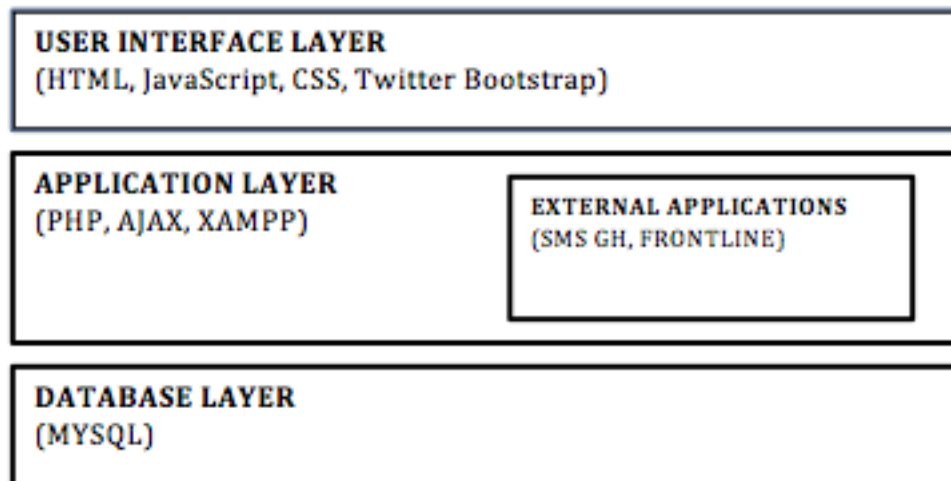 USER INTERFACE LAYER
(HTML, JavaScript, CSS, Twitter Bootstrap)
APPLICATION LAYER
(PHP, AJAX, XAMPP)
EXTERNAL APPLICATIONS
(SMS GH, FRONTLINE)
DATABASE LAYER
(MYSQL)